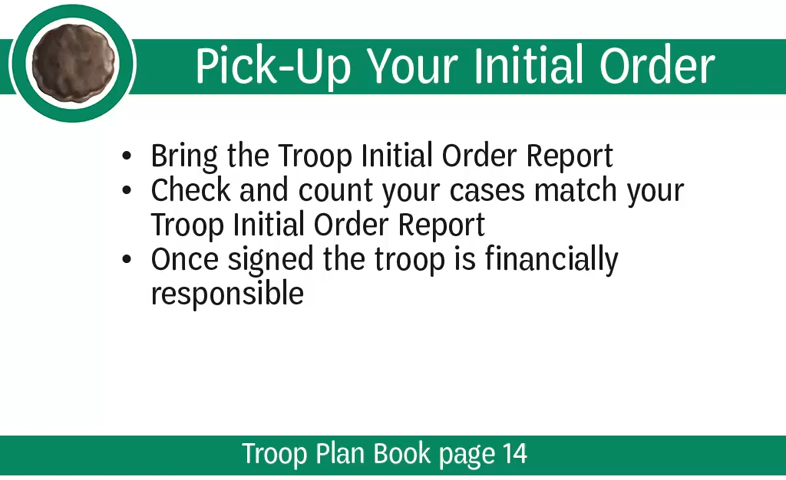 Pick-Up Your Initial Order
• Bring the Troop Initial Order Report
• Check and count your cases match your
Troop Initial Order Report
• Once signed the troop is financially
responsible
Troop Plan Book page 14